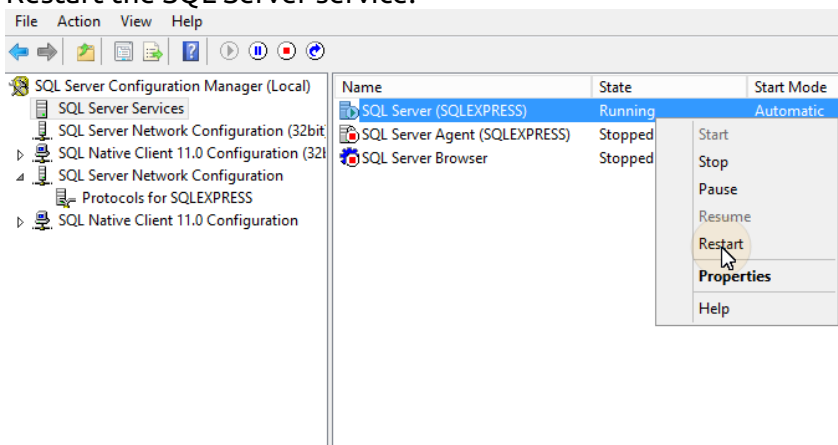 Restart the SQL Server service.
File Action View Help
SQL Server Configuration Manager (Local)
SQL Server Services
SQL Server Network Configuration (32bit
SQL Native Client 11.0 Configuration (32b
SQL Server Network Configuration
Protocols for SQLEXPRESS
SQL Native Client 11.0 Configuration
Name State Start Mode
SQL Server (SQLEXPRESS) Running Automatic
SQL Server Agent (SQLEXPRESS) Stopped
SQL Server Browser Stopped
Start
Stop
Pause
Resume
Restart
Properties
Help